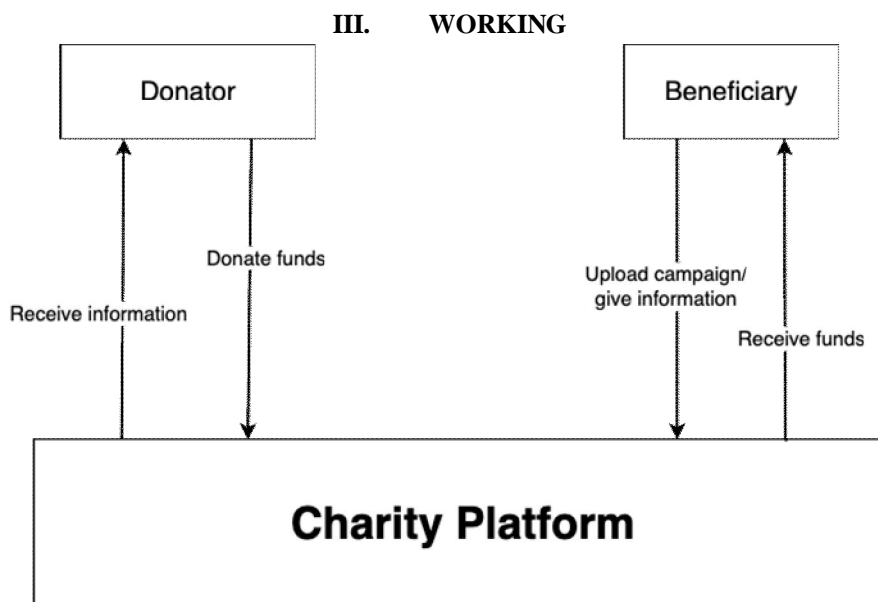 III. WORKING
Donator
Beneficiary
Donate funds
Upload campaign/
give information
Receive information
Receive funds
Charity Platform